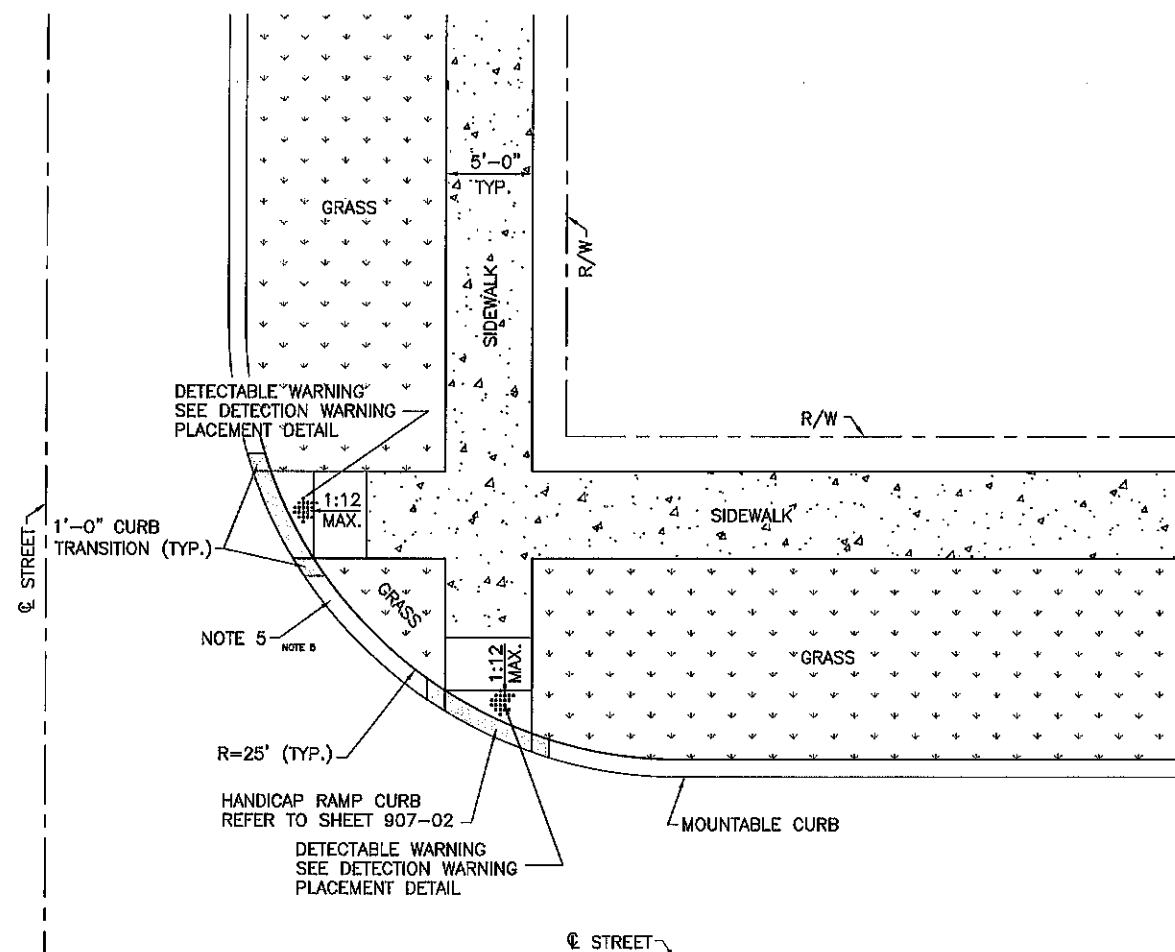 5'-0"
TYP.
GRASS
SIDEWALK
R/W
R/W
DETECTABLE WARNING
SEE DETECTION WARNING
PLACEMENT DETAIL
1:12
MAX.
SIDEWALK
1'-0" CURB
TRANSITION (TYP.)
℄ STREET
GRASS
NOTE 5
NOTE 5
1:12
MAX.
GRASS
R=25' (TYP.)
HANDICAP RAMP CURB
REFER TO SHEET 907-02
MOUNTABLE CURB
DETECTABLE WARNING
SEE DETECTION WARNING
PLACEMENT DETAIL
℄ STREET